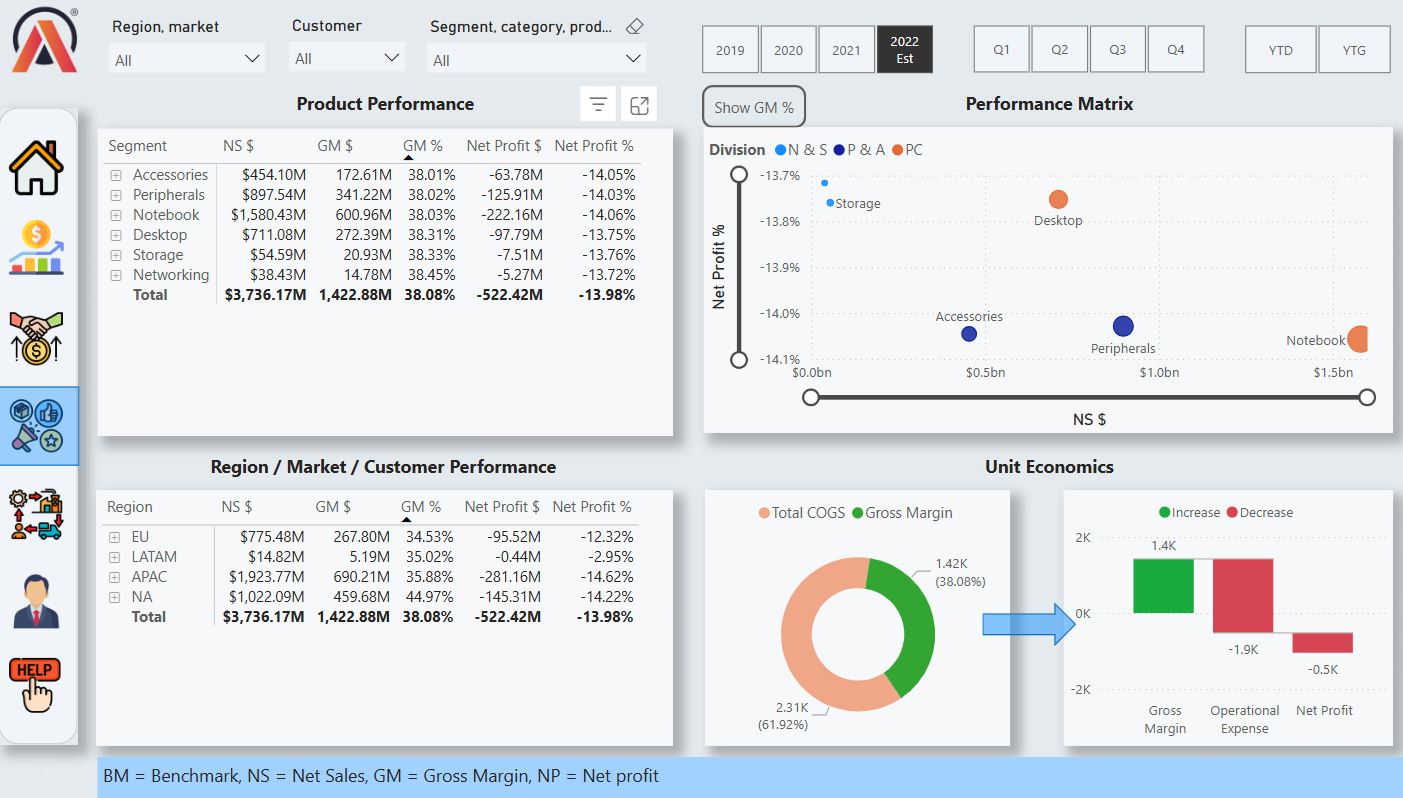 Region, market
All
Customer
All
Segment, category, prod...
All
2019
2020
2021
2022
Est
Q1
Q2
Q3
Q4
YTD
YTG
Product Performance
Segment NS $ GM $ GM % Net Profit $ Net Profit %
Accessories $454.10M 172.61M 38.01% -63.78M -14.05%
Peripherals $897.54M 341.22M 38.02% -125.91M -14.03%
Notebook $1,580.43M 600.96M 38.03% -222.16M -14.06%
Desktop $711.08M 272.39M 38.31% -97.79M -13.75%
Storage $54.59M 20.93M 38.33% -7.51M -13.76%
Networking $38.43M 14.78M 38.45% -5.27M -13.72%
Total $3,736.17M 1,422.88M 38.08% -522.42M -13.98%
Show GM %
Performance Matrix
Division N & S P & A PC
Net Profit %
-13.7%
-13.8%
-13.9%
-14.0%
-14.1%
Storage
Desktop
Accessories
Peripherals
Notebook
$0.0bn $0.5bn $1.0bn $1.5bn
NS $
Region / Market / Customer Performance
Region NS $ GM $ GM % Net Profit $ Net Profit %
EU $775.48M 267.80M 34.53% -95.52M -12.32%
LATAM $14.82M 5.19M 35.02% -0.44M -2.95%
APAC $1,923.77M 690.21M 35.88% -281.16M -14.62%
NA $1,022.09M 459.68M 44.97% -145.31M -14.22%
Total $3,736.17M 1,422.88M 38.08% -522.42M -13.98%
Unit Economics
Total COGS Gross Margin
1.42K
(38.08%)
2.31K
(61.92%)
Increase Decrease
2K
0K
-2K
1.4K
-1.9K
-0.5K
Gross
Margin
Operational
Expense
Net Profit
HELP
BM = Benchmark, NS = Net Sales, GM = Gross Margin, NP = Net profit